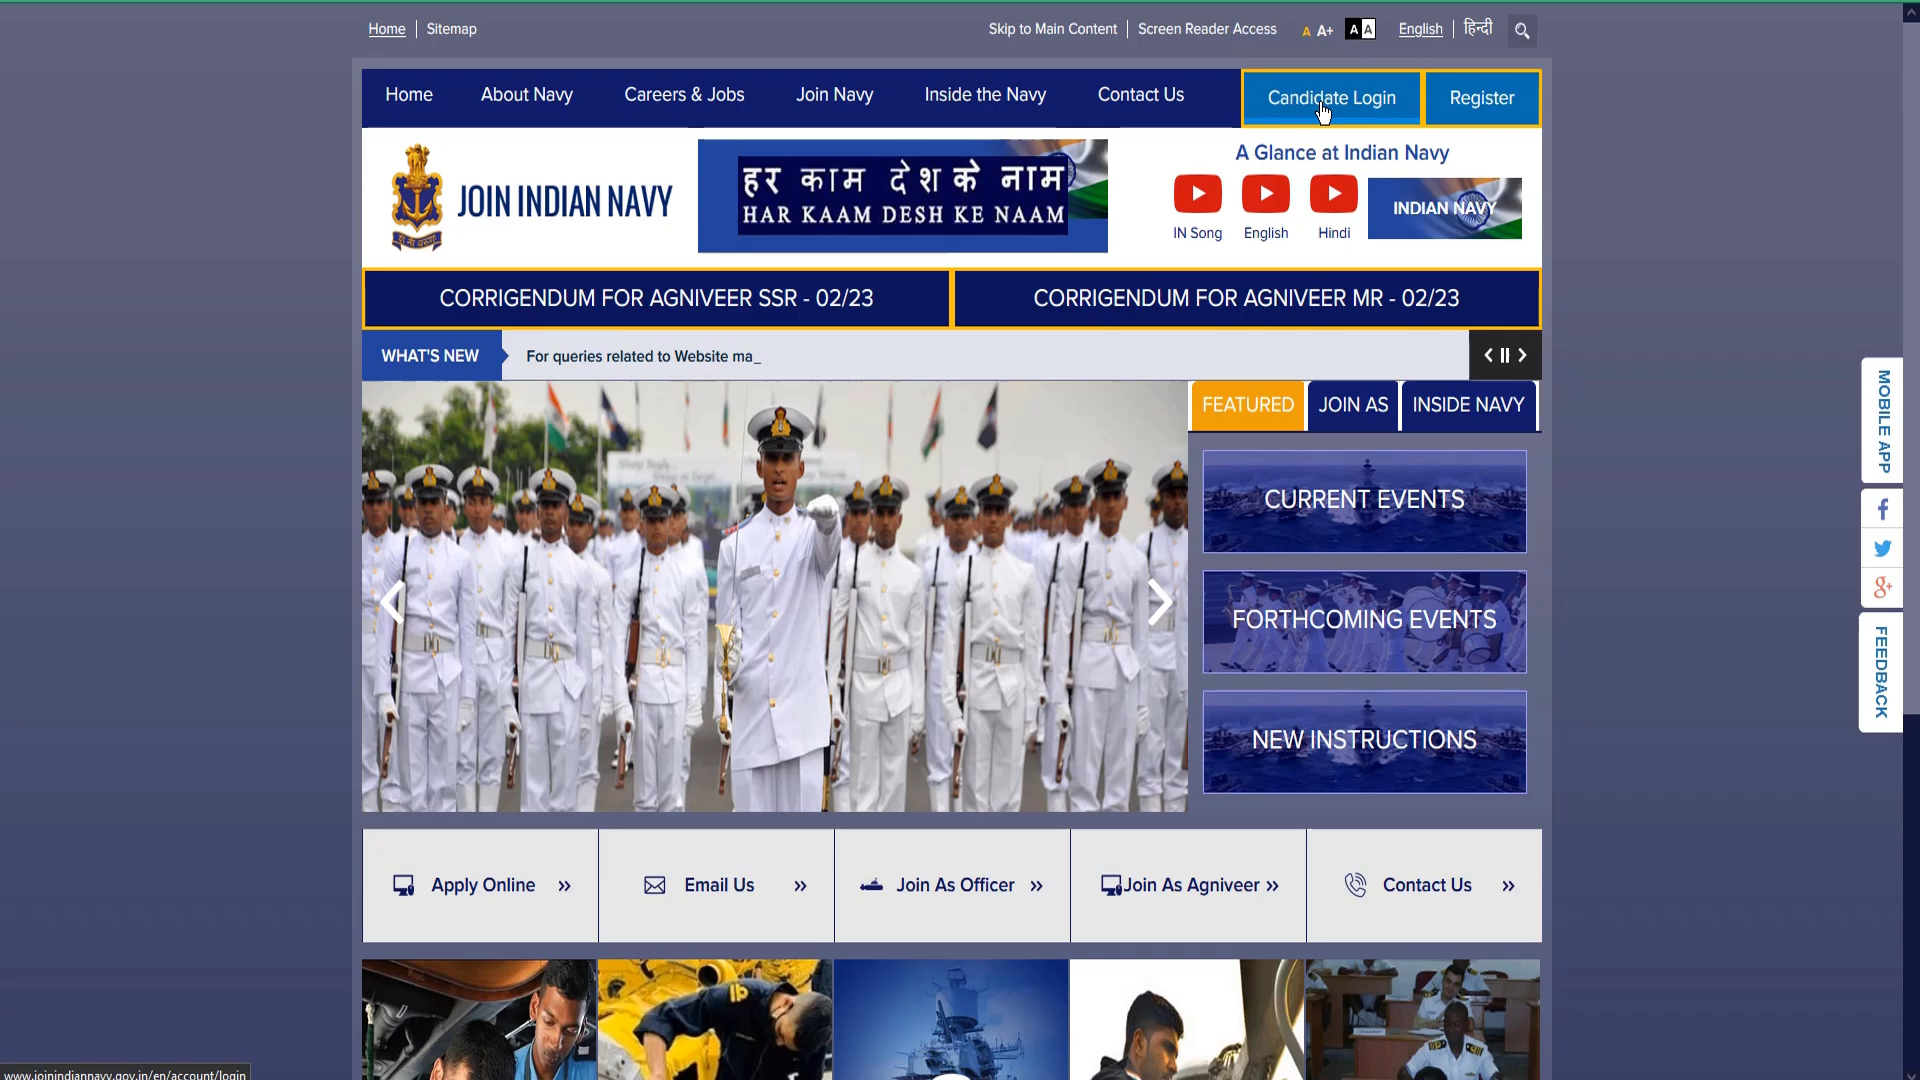 Home
Sitemap
Skip to Main Content
Screen Reader Access
A
A+
A A
English
हिन्दी
Home
About Navy
Careers & Jobs
Join Navy
Inside the Navy
Contact Us
Candidate Login
Register
JOIN INDIAN NAVY
हर काम देश के नाम
HAR KAAM DESH KE NAAM
A Glance at Indian Navy
IN Song
English
Hindi
INDIAN NAVY
CORRIGENDUM FOR AGNIVEER SSR - 02/23
CORRIGENDUM FOR AGNIVEER MR - 02/23
WHAT'S NEW
For queries related to Website ma_
FEATURED
JOIN AS
INSIDE NAVY
CURRENT EVENTS
FORTHCOMING EVENTS
NEW INSTRUCTIONS
MOBILE APP
FEEDBACK
Apply Online »
Email Us »
Join As Officer »
Join As Agniveer »
Contact Us »
www.joinindiannavy.gov.in/en/account/login